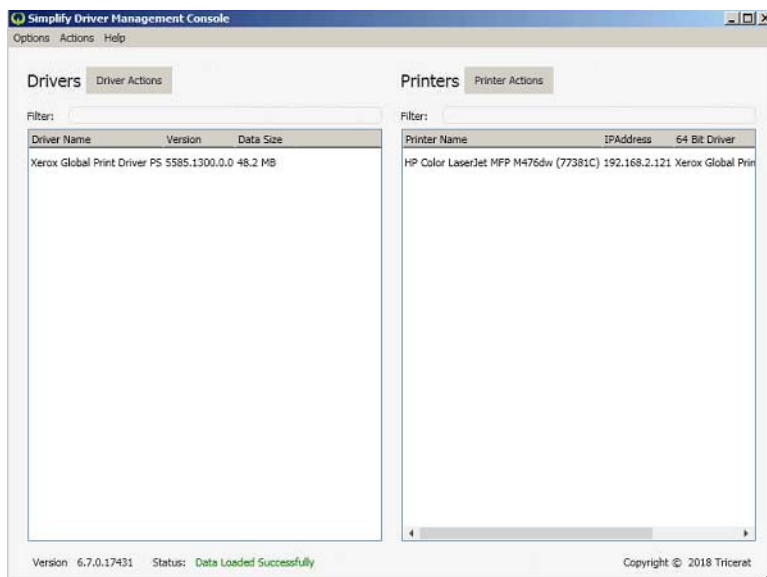 Simplify Driver Management Console
Options Actions Help
Drivers Driver Actions
Printers Printer Actions
Filter:
Filter:
Driver Name Version Data Size
Xerox Global Print Driver PS 5585.1300.0.0 48.2 MB
Printer Name IPAddress 64 Bit Driver
HP Color LaserJet MFP M476dw (77381C) 192.168.2.121 Xerox Global Prin
Version 6.7.0.17431 Status: Data Loaded Successfully
Copyright © 2018 Tricerat